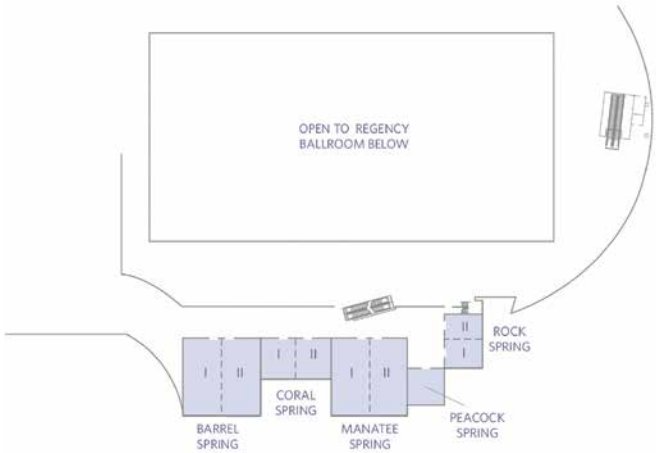 OPEN TO REGENCY
BALLROOM BELOW
II
I
ROCK
SPRING
I
II
I
II
I
II
CORAL
SPRING
BARREL
SPRING
MANATEE
SPRING
PEACOCK
SPRING